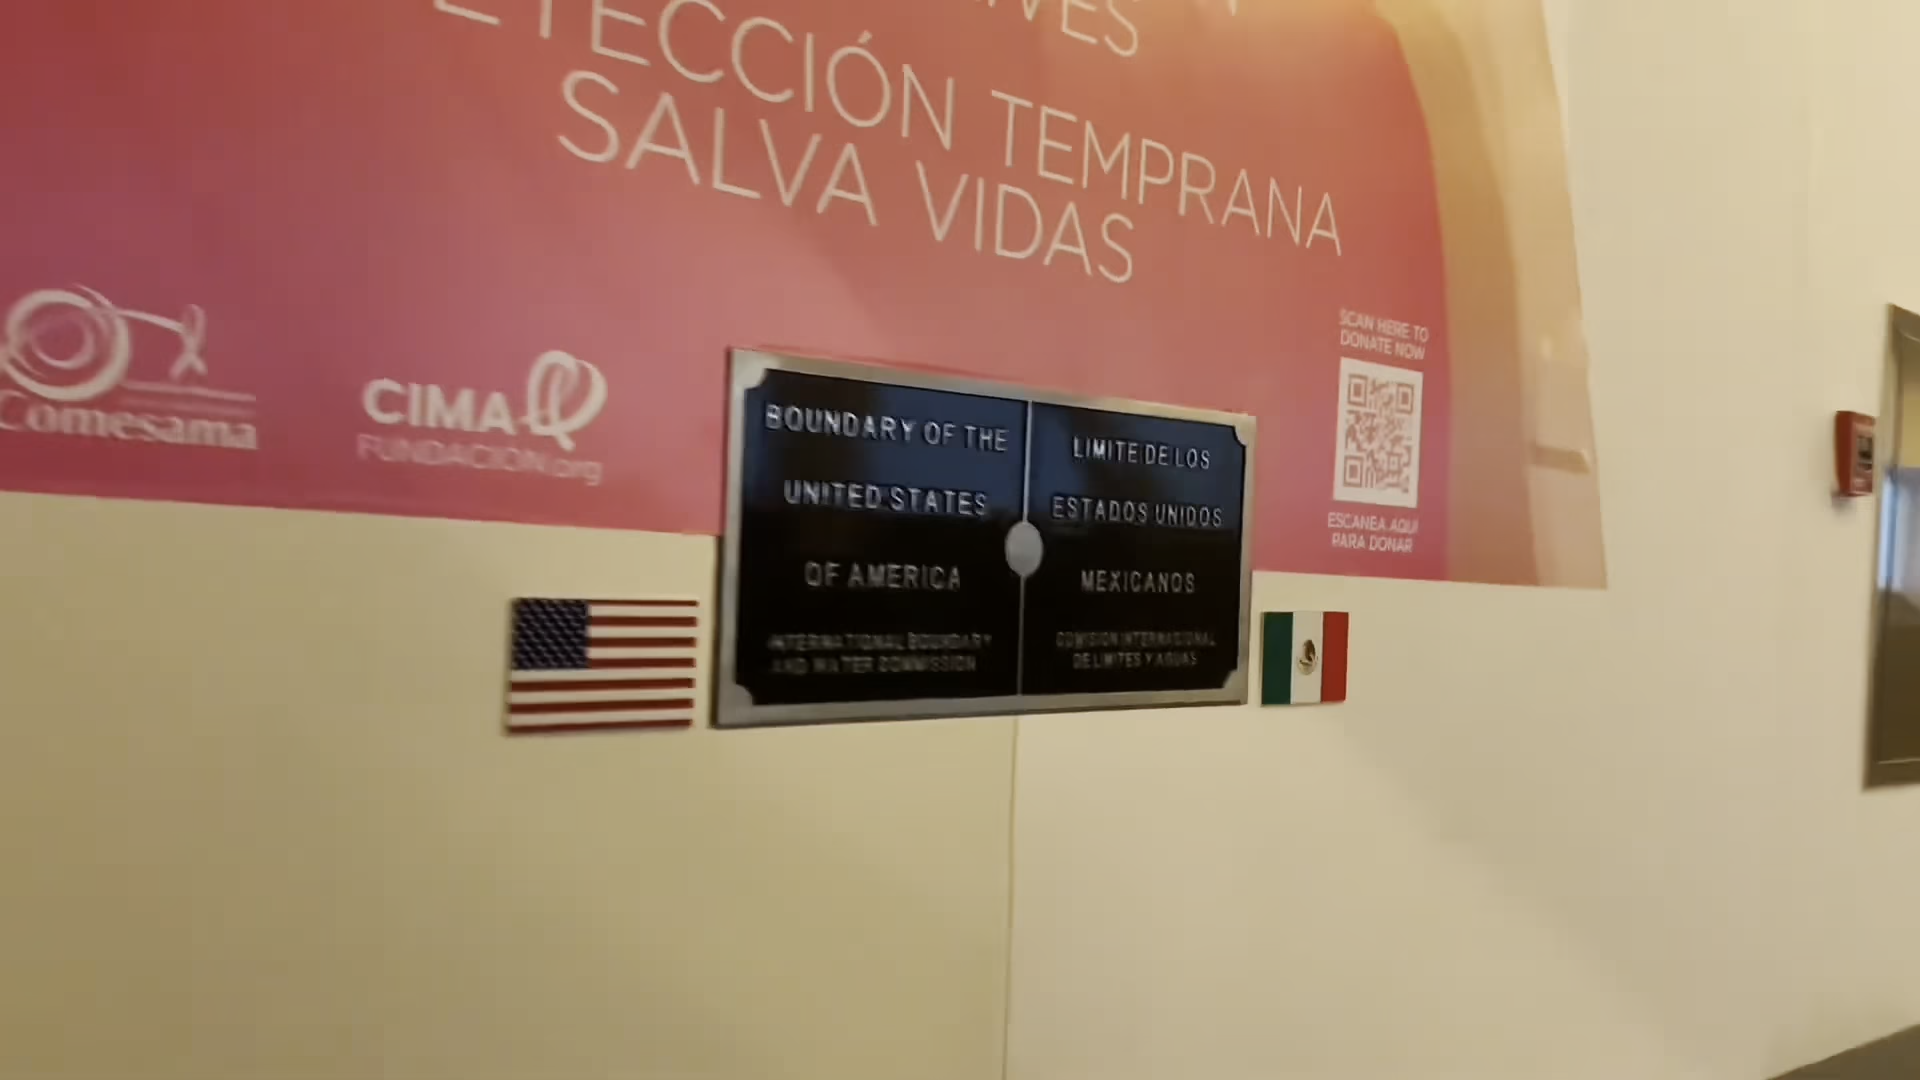 TECCIÓN TEMPRANA
SALVA VIDAS
Comesama
CIMA
FUNDACION.org
SCAN HERE TO
DONATE NOW
ESCANEA AQUÍ
PARA DONAR
BOUNDARY OF THE
UNITED STATES
OF AMERICA
INTERNATIONAL BOUNDARY
AND WATER COMMISSION
LIMITE DE LOS
ESTADOS UNIDOS
MEXICANOS
COMISION INTERNACIONAL
DE LIMITES Y AGUAS